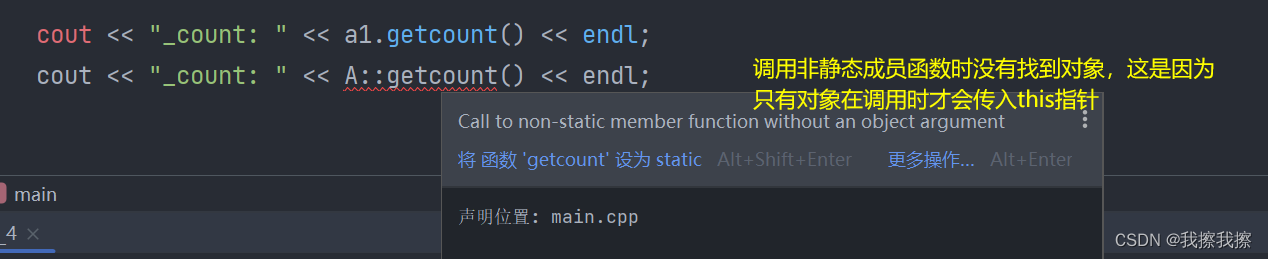 cout << "_count: " << a1.getcount() << endl;
cout << "_count: " << A::getcount() << endl;
调用非静态成员函数时没有找到对象，这是因为
只有对象在调用时才会传入this指针
Call to non-static member function without an object argument
将 函数 'getcount' 设为 static Alt+Shift+Enter 更多操作... Alt+Enter
main
声明位置: main.cpp
_4 ×
CSDN @我擦我擦